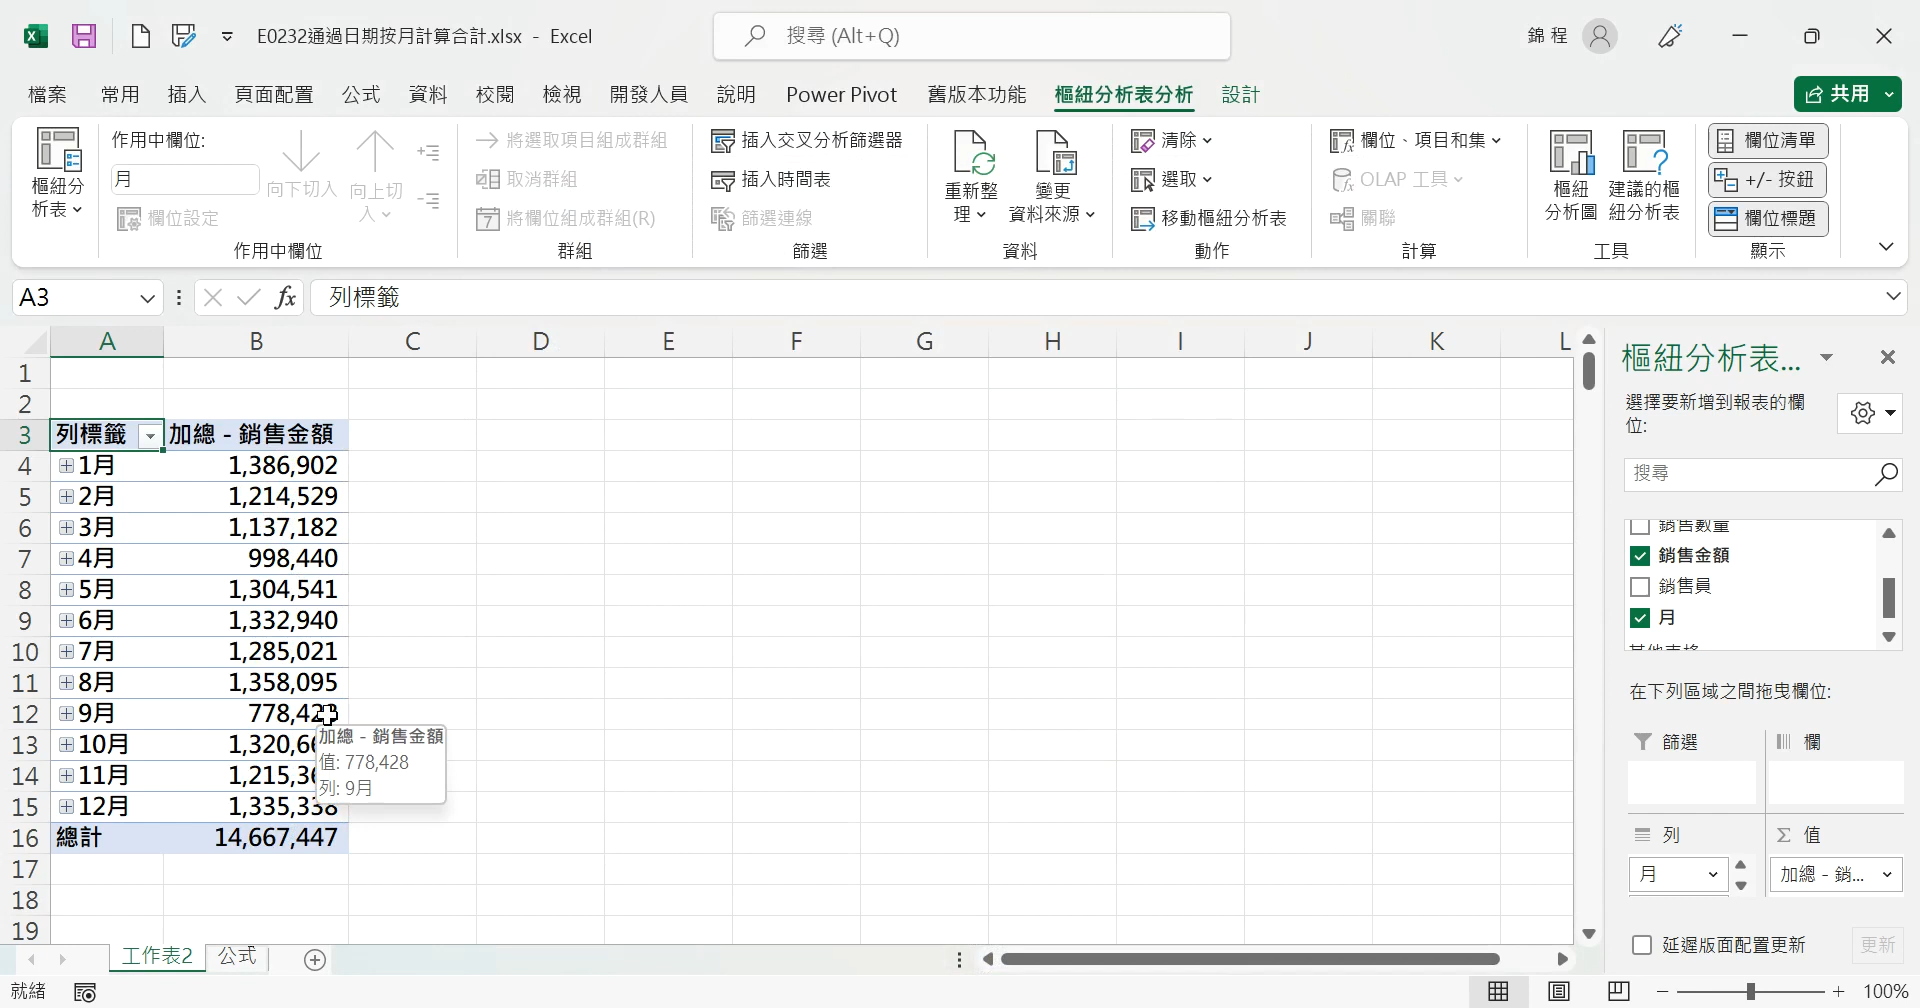 E0232通過日期按月計算合計.xlsx - Excel
搜尋 (Alt+Q)
錦 程
檔案 常用 插入 頁面配置 公式 資料 校閱 檢視 開發人員 說明 Power Pivot 舊版本功能 樞紐分析表分析 設計
共用
樞紐分
析表
作用中欄位:
月
欄位設定
向下切入
向上切
入
作用中欄位
將選取項目組成群組
取消群組
將欄位組成群組(R)
群組
插入交叉分析篩選器
插入時間表
篩選連線
篩選
重新整
理
變更
資料來源
資料
清除
選取
移動樞紐分析表
動作
欄位、項目和集
OLAP 工具
關聯
計算
樞紐
分析圖
建議的樞
紐分析表
工具
欄位清單
+/- 按鈕
欄位標題
顯示
A3
fx
列標籤
A B C D E F G H I J K L
1
2
3 列標籤 加總 - 銷售金額
4 1月 1,386,902
5 2月 1,214,529
6 3月 1,137,182
7 4月 998,440
8 5月 1,304,541
9 6月 1,332,940
10 7月 1,285,021
11 8月 1,358,095
12 9月
13 10月
14 11月
15 12月 1,335,338
16 總計 14,667,447
17
18
19
加總 - 銷售金額
值: 778,428
列: 9月
樞紐分析表...
選擇要新增到報表的欄
位:
搜尋
銷售數量
銷售金額
銷售員
月
在下列區域之間拖曳欄位:
篩選
欄
列
Σ 值
月
加總 - 銷...
延遲版面配置更新
更新
工作表2 公式
就緒
100%